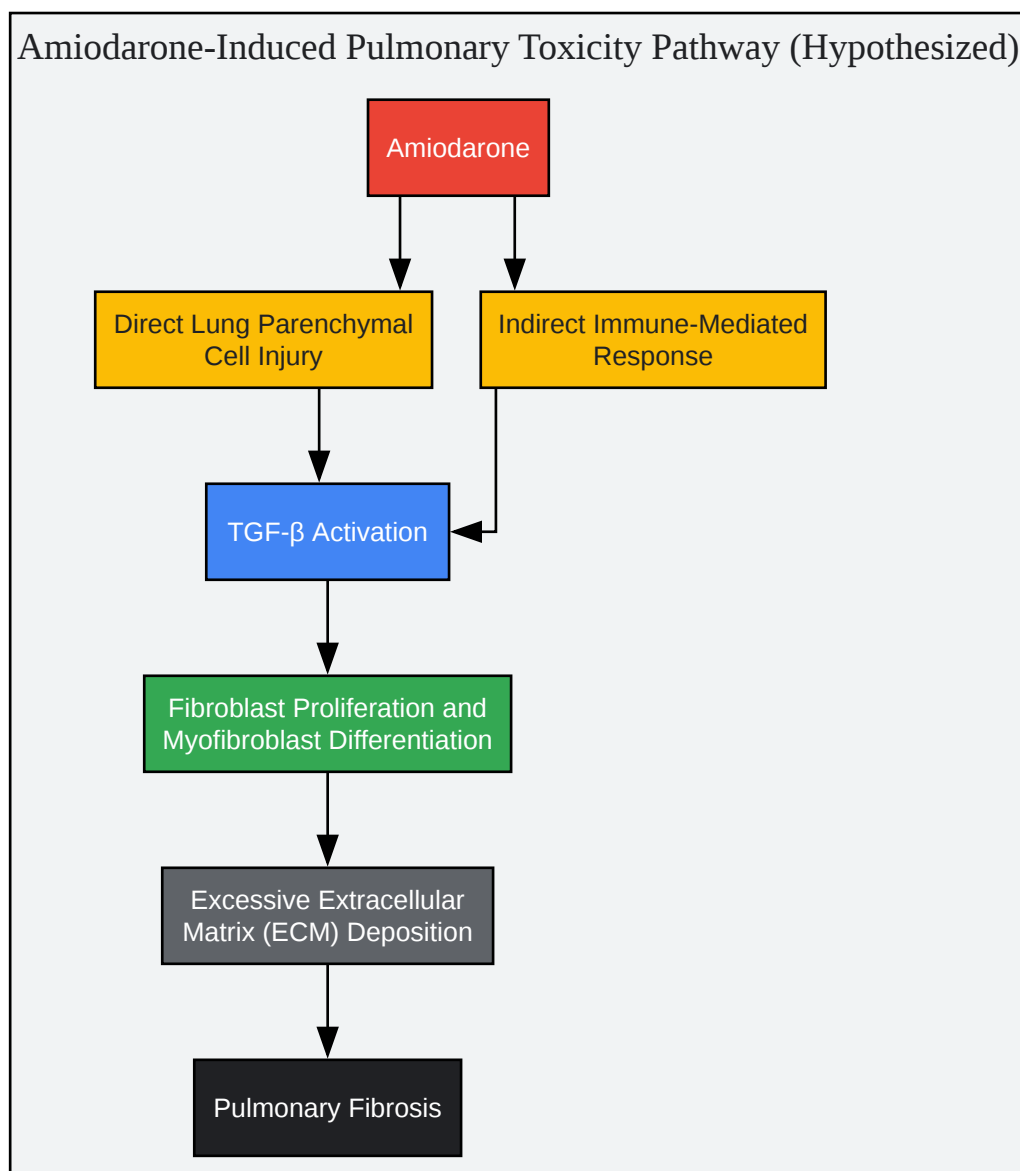 Amiodarone-Induced Pulmonary Toxicity Pathway (Hypothesized)
Amiodarone
Direct Lung Parenchymal
Cell Injury
Indirect Immune-Mediated
Response
TGF-β Activation
Fibroblast Proliferation and
Myofibroblast Differentiation
Excessive Extracellular
Matrix (ECM) Deposition
Pulmonary Fibrosis